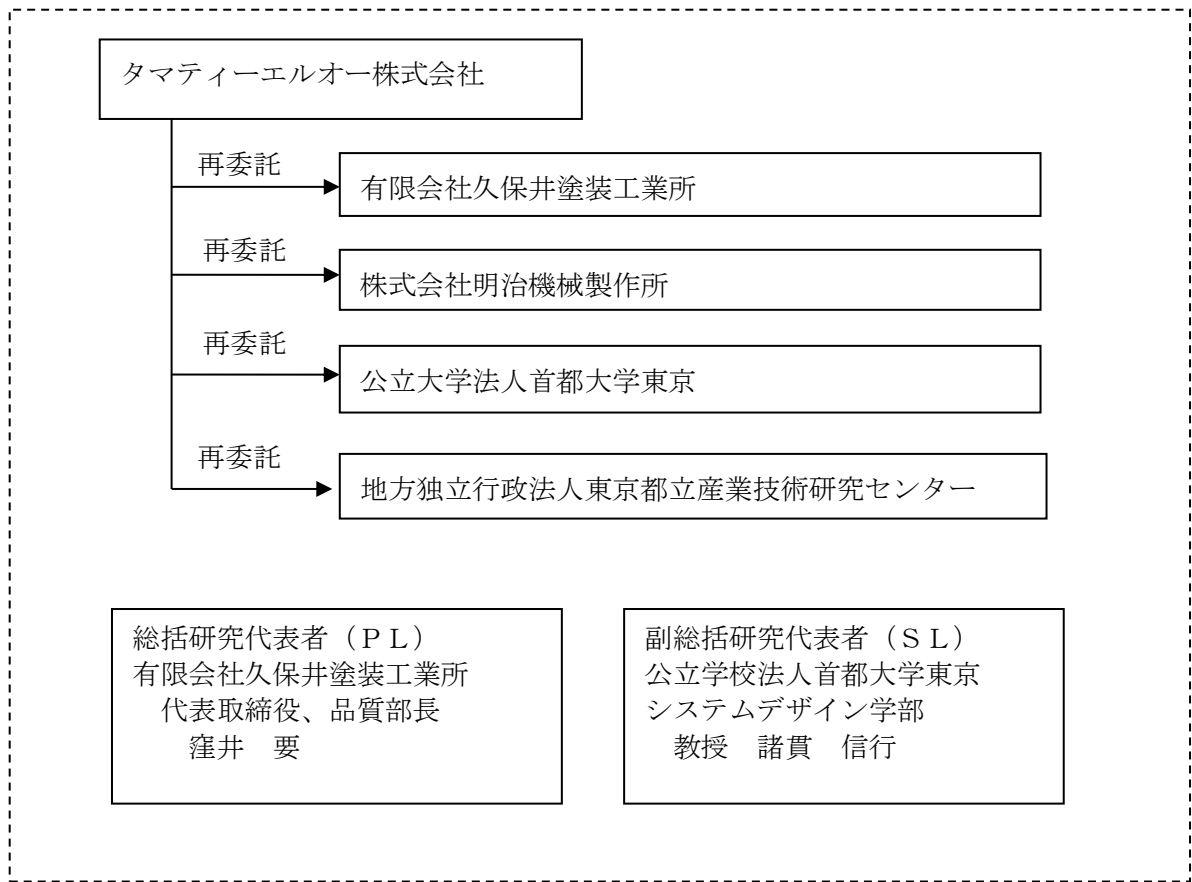 タマティーエルオー株式会社
再委託
有限会社久保井塗装工業所
再委託
株式会社明治機械製作所
再委託
公立大学法人首都大学東京
再委託
地方独立行政法人東京都立産業技術研究センター
総括研究代表者（ＰＬ）
有限会社久保井塗装工業所
代表取締役、品質部長
窪井　要
副総括研究代表者（ＳＬ）
公立学校法人首都大学東京
システムデザイン学部
教授　諸貫　信行